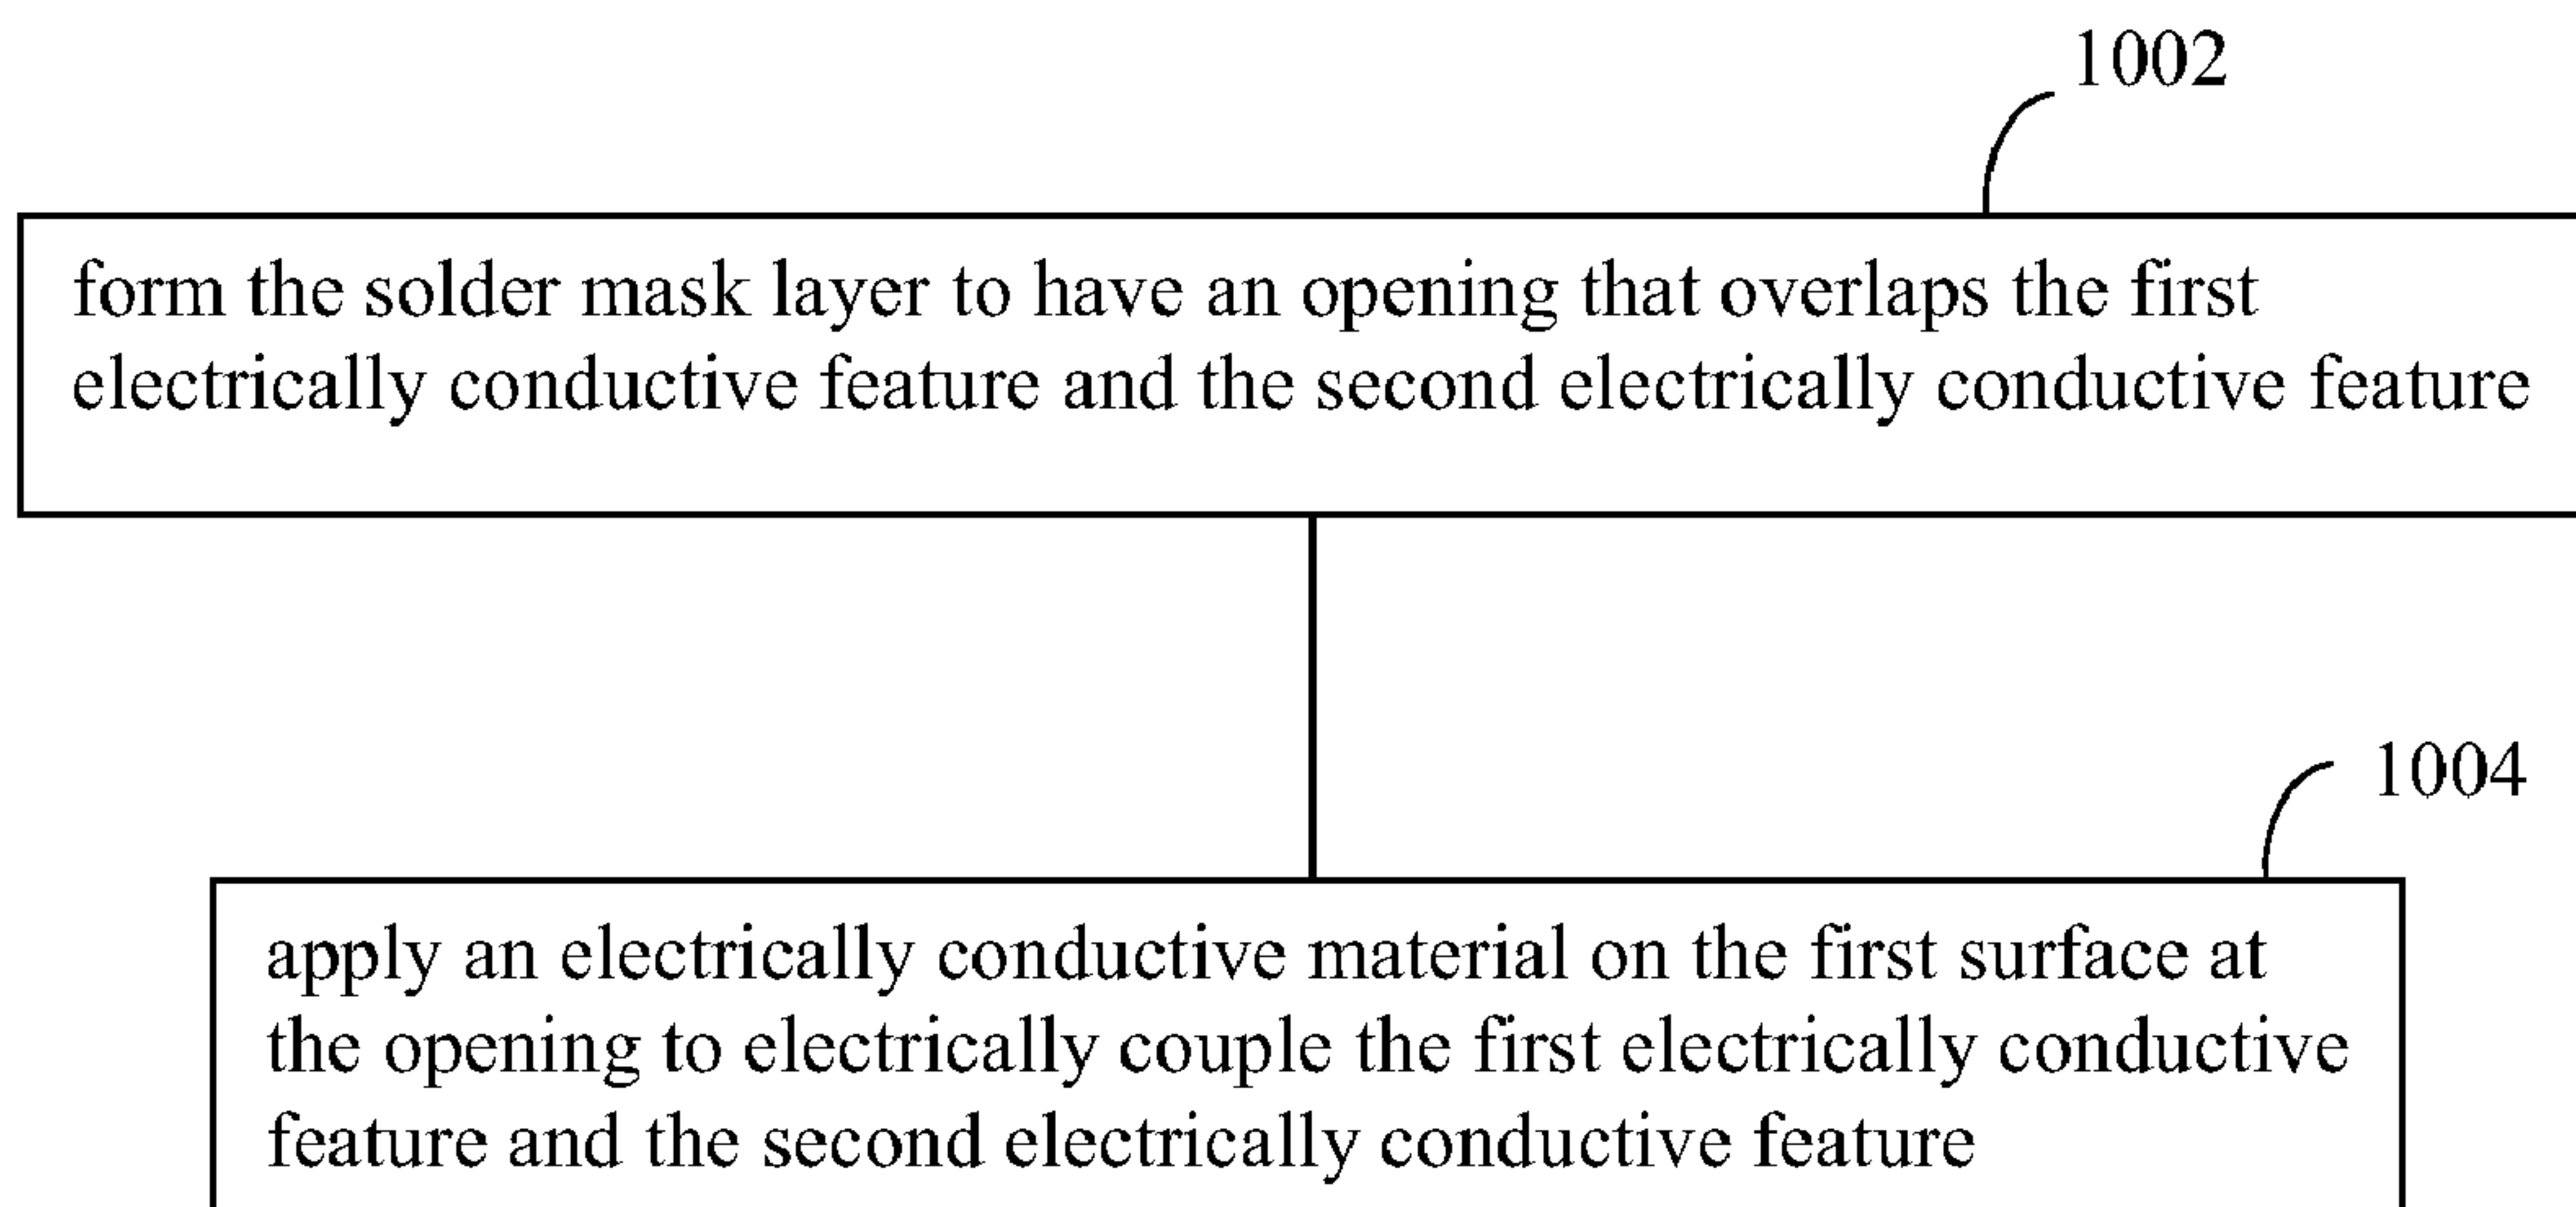 1002
form the solder mask layer to have an opening that overlaps the first
electrically conductive feature and the second electrically conductive feature
1004
apply an electrically conductive material on the first surface at
the opening to electrically couple the first electrically conductive
feature and the second electrically conductive feature